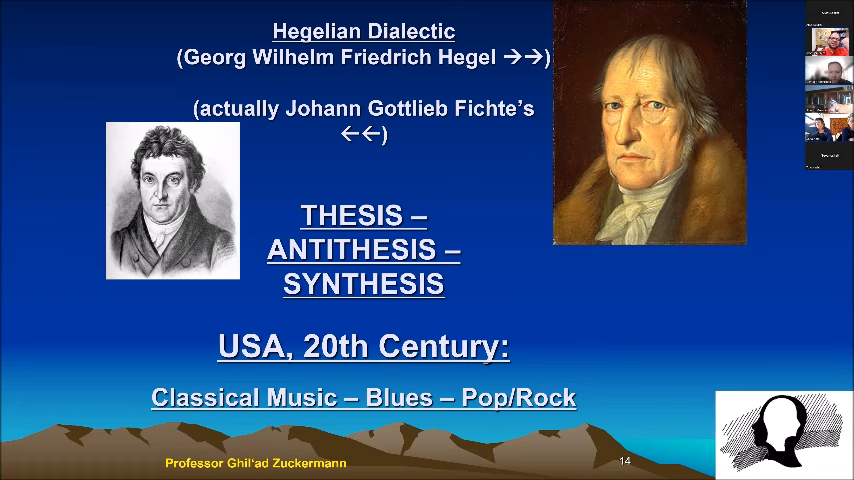 Hegelian Dialectic
(Georg Wilhelm Friedrich Hegel →→)
(actually Johann Gottlieb Fichte's
←←)
THESIS –
ANTITHESIS –
SYNTHESIS
USA, 20th Century:
Classical Music – Blues – Pop/Rock
Professor Ghil'ad Zuckermann
14